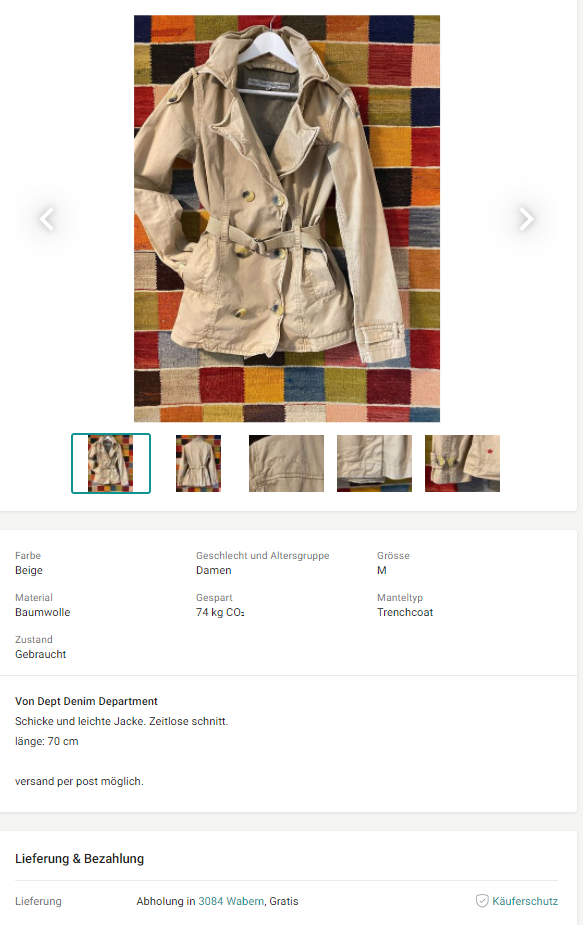 Farbe
Beige
Geschlecht und Altersgruppe
Damen
Grösse
M
Material
Baumwolle
Gespart
74 kg CO₂
Manteltyp
Trenchcoat
Zustand
Gebraucht
Von Dept Denim Department
Schicke und leichte Jacke. Zeitlose schnitt.
länge: 70 cm
versand per post möglich.
Lieferung & Bezahlung
Lieferung
Abholung in 3084 Wabern, Gratis
Käuferschutz